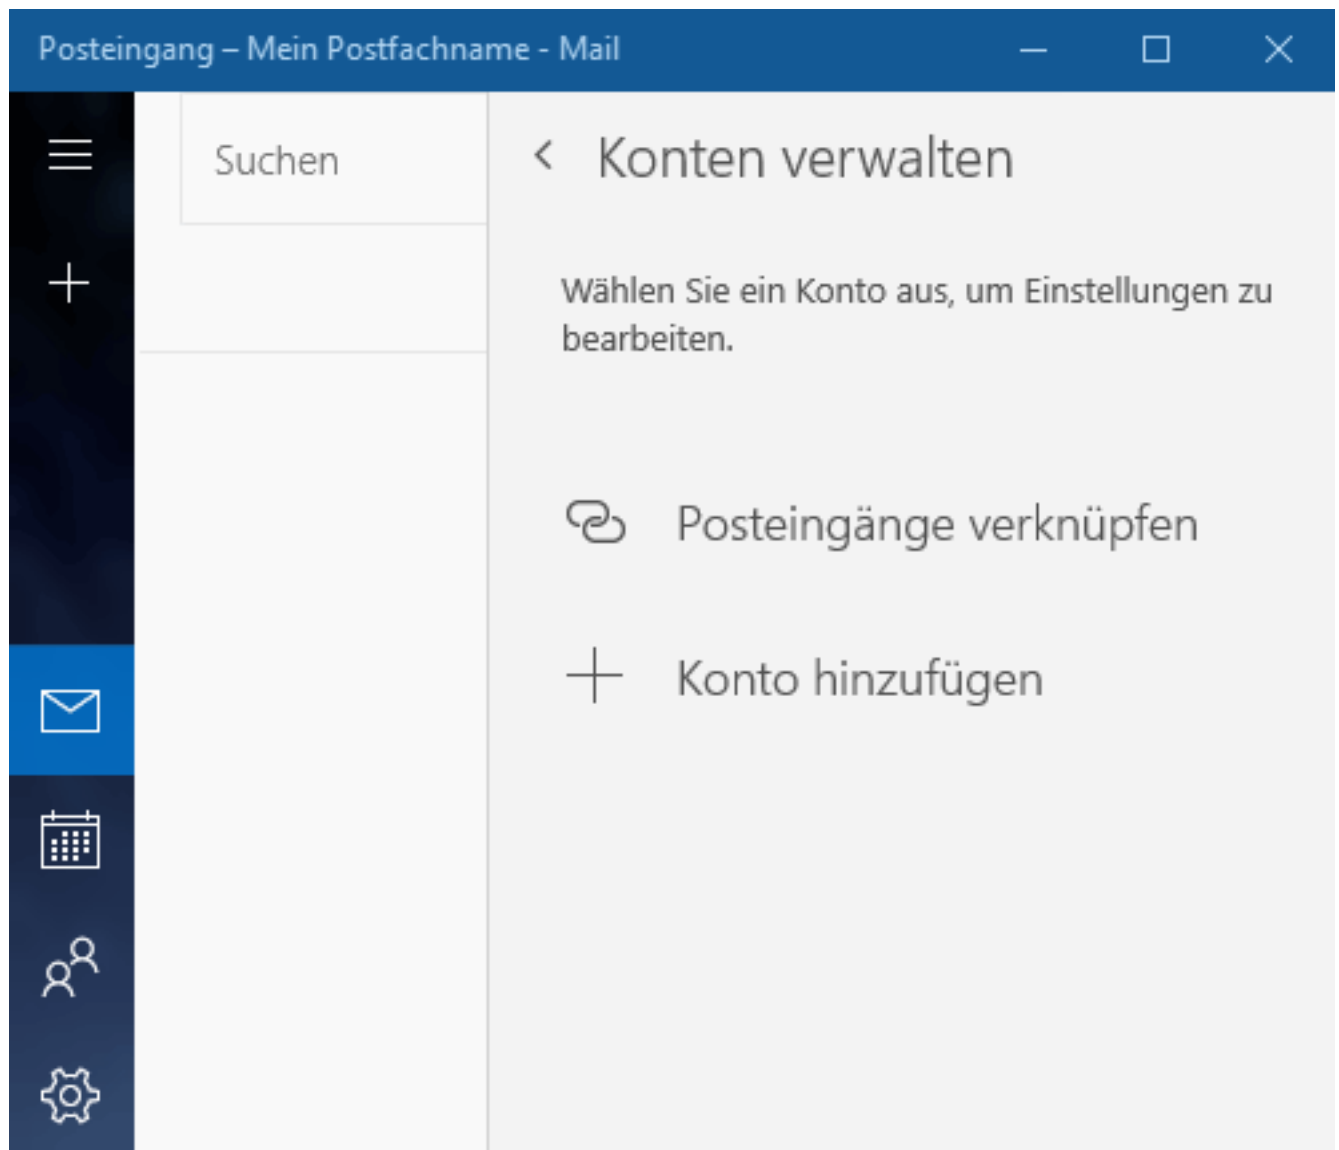 Posteingang – Mein Postfachname - Mail
Suchen
Konten verwalten
Wählen Sie ein Konto aus, um Einstellungen zu
bearbeiten.
Posteingänge verknüpfen
Konto hinzufügen